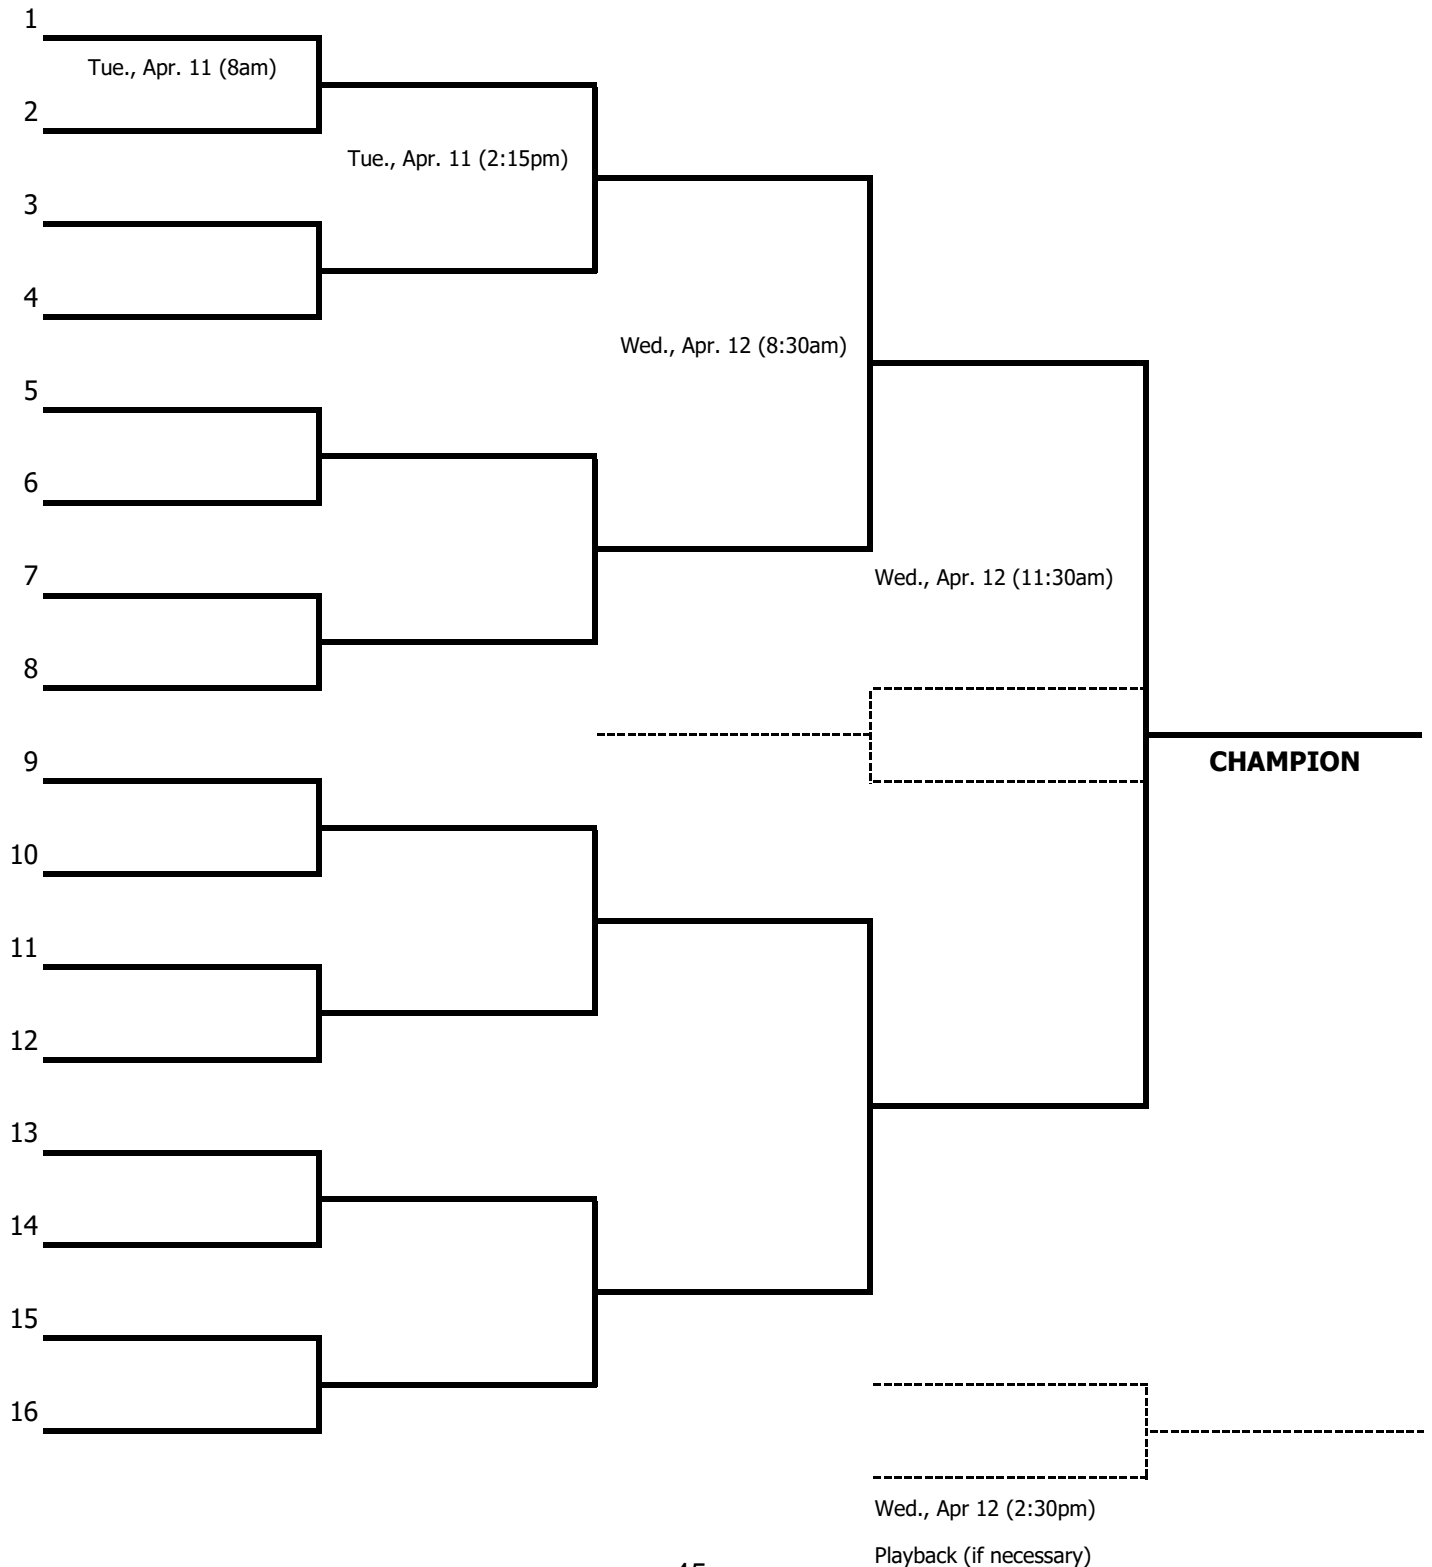 1
Tue., Apr. 11 (8am)
2
Tue., Apr. 11 (2:15pm)
3
4
Wed., Apr. 12 (8:30am)
5
6
7
Wed., Apr. 12 (11:30am)
8
9
CHAMPION
10
11
12
13
14
15
16
Wed., Apr 12 (2:30pm)
Playback (if necessary)